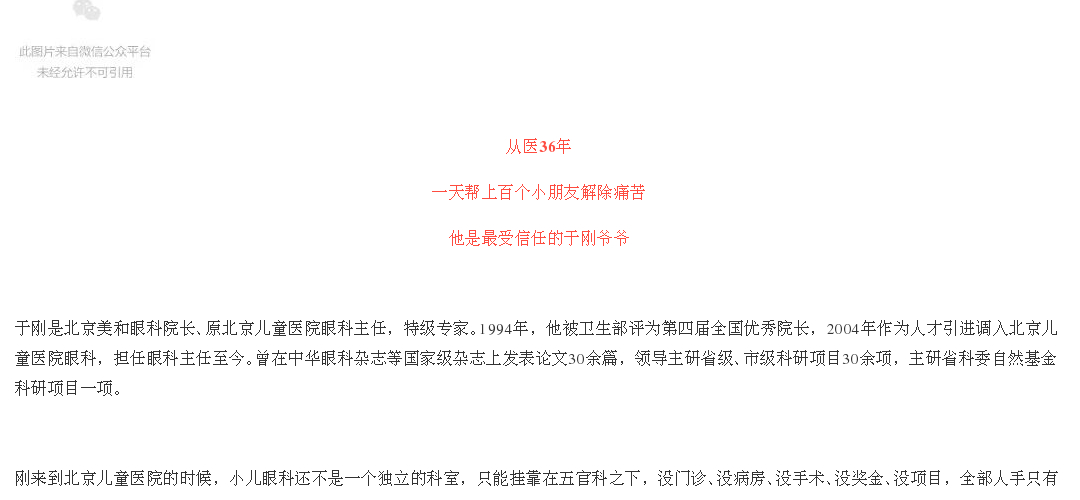 此图片来自微信公众平台
未经允许不可引用
从医36年
一天帮上百个小朋友解除痛苦
他是最受信任的于刚爷爷
于刚是北京美和眼科院长、原北京儿童医院眼科主任，特级专家。1994年，他被卫生部评为第四届全国优秀院长，2004年作为人才引进调入北京儿
童医院眼科，担任眼科主任至今。曾在中华眼科杂志等国家级杂志上发表论文30余篇，领导主研省级、市级科研项目30余项，主研省科委自然基金
科研项目一项。
刚来到北京儿童医院的时候，小儿眼科还不是一个独立的科室，只能挂靠在五官科之下，没门诊、没病房、没手术、没奖金、没项目，全部人手只有